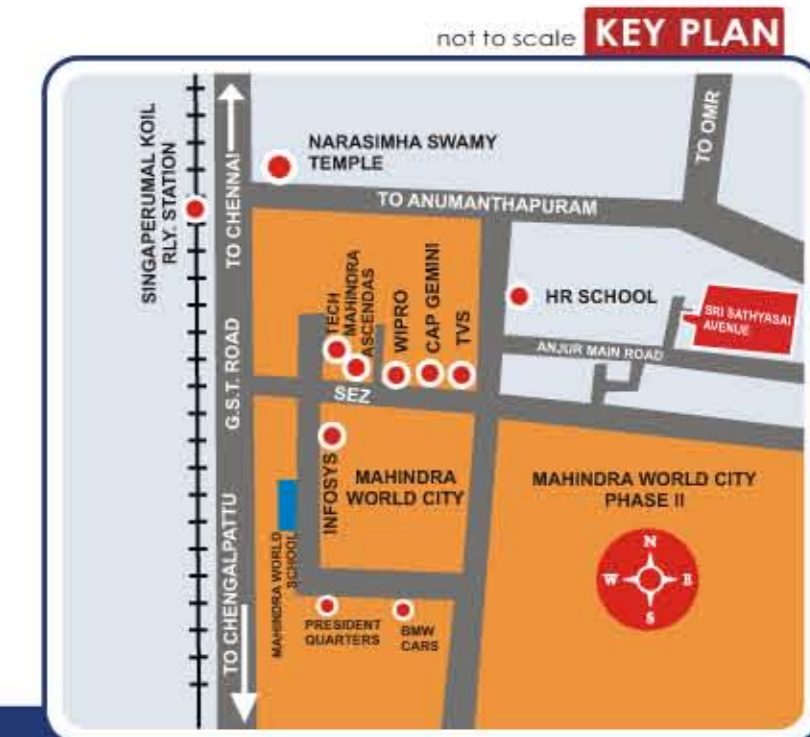 not to scale KEY PLAN
SINGAPERUMAL KOIL
RLY. STATION
TO CHENNAI
G.S.T. ROAD
TO CHENGALPATTU
NARASIMHA SWAMY
TEMPLE
TO ANUMANTHAPURAM
TO OMR
TECH
MAHINDRA
ASCENDAS
WIPRO
CAP GEMINI
TVS
HR SCHOOL
SRI SATHYASAI
AVENUE
ANJUR MAIN ROAD
SEZ
INFOSYS
MAHINDRA
WORLD CITY
MAHINDRA WORLD CITY
PHASE II
MAHINDRA WORLD
SCHOOL
PRESIDENT
QUARTERS
BMW
CARS
N
W E
S